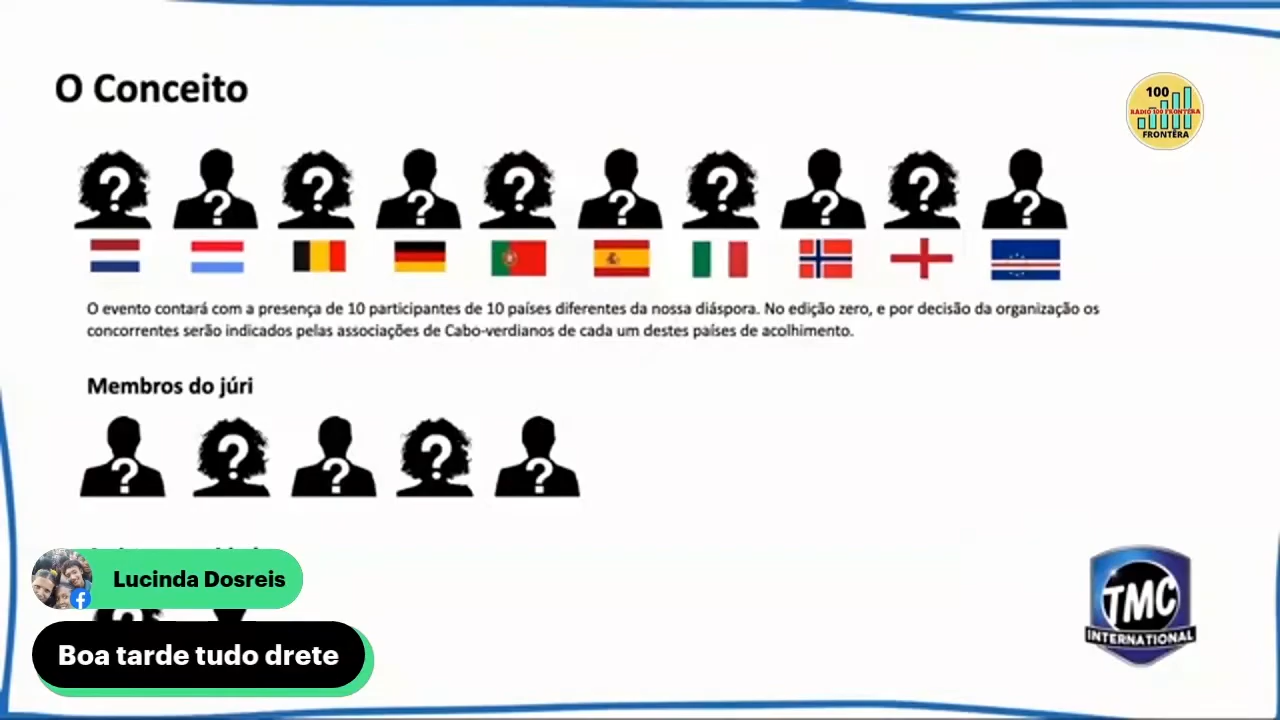 O Conceito
100
RÁDIO 100 FRONTERA
FRONTERA
? ? ? ? ? ? ? ? ? ?
O evento contará com a presença de 10 participantes de 10 países diferentes da nossa diáspora. No edição zero, e por decisão da organização os
concorrentes serão indicados pelas associações de Cabo-verdianos de cada um destes países de acolhimento.
Membros do júri
? ? ? ? ?
Lucinda Dosreis
Boa tarde tudo drete
TMC
INTERNATIONAL